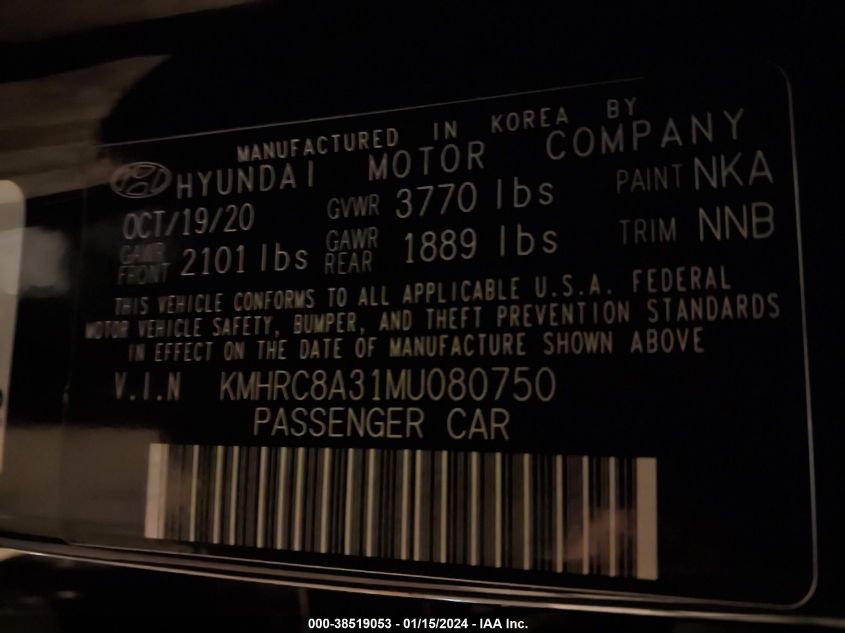 MANUFACTURED IN KOREA BY
HYUNDAI MOTOR COMPANY
OCT/19/20 GVWR 3770 lbs PAINT NKA
GAWR FRONT 2101 lbs GAWR REAR 1889 lbs TRIM NNB
THIS VEHICLE CONFORMS TO ALL APPLICABLE U.S.A. FEDERAL
MOTOR VEHICLE SAFETY, BUMPER, AND THEFT PREVENTION STANDARDS
IN EFFECT ON THE DATE OF MANUFACTURE SHOWN ABOVE
V.I.N KMHRC8A31MU080750
PASSENGER CAR
000-38519053 - 01/15/2024 - IAA Inc.